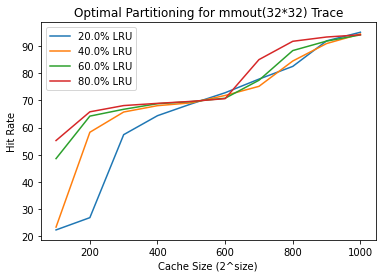 Optimal Partitioning for mmout(32*32) Trace
20.0% LRU
40.0% LRU
60.0% LRU
80.0% LRU
Hit Rate
90
80
70
60
50
40
30
20
200 400 600 800 1000
Cache Size (2^size)